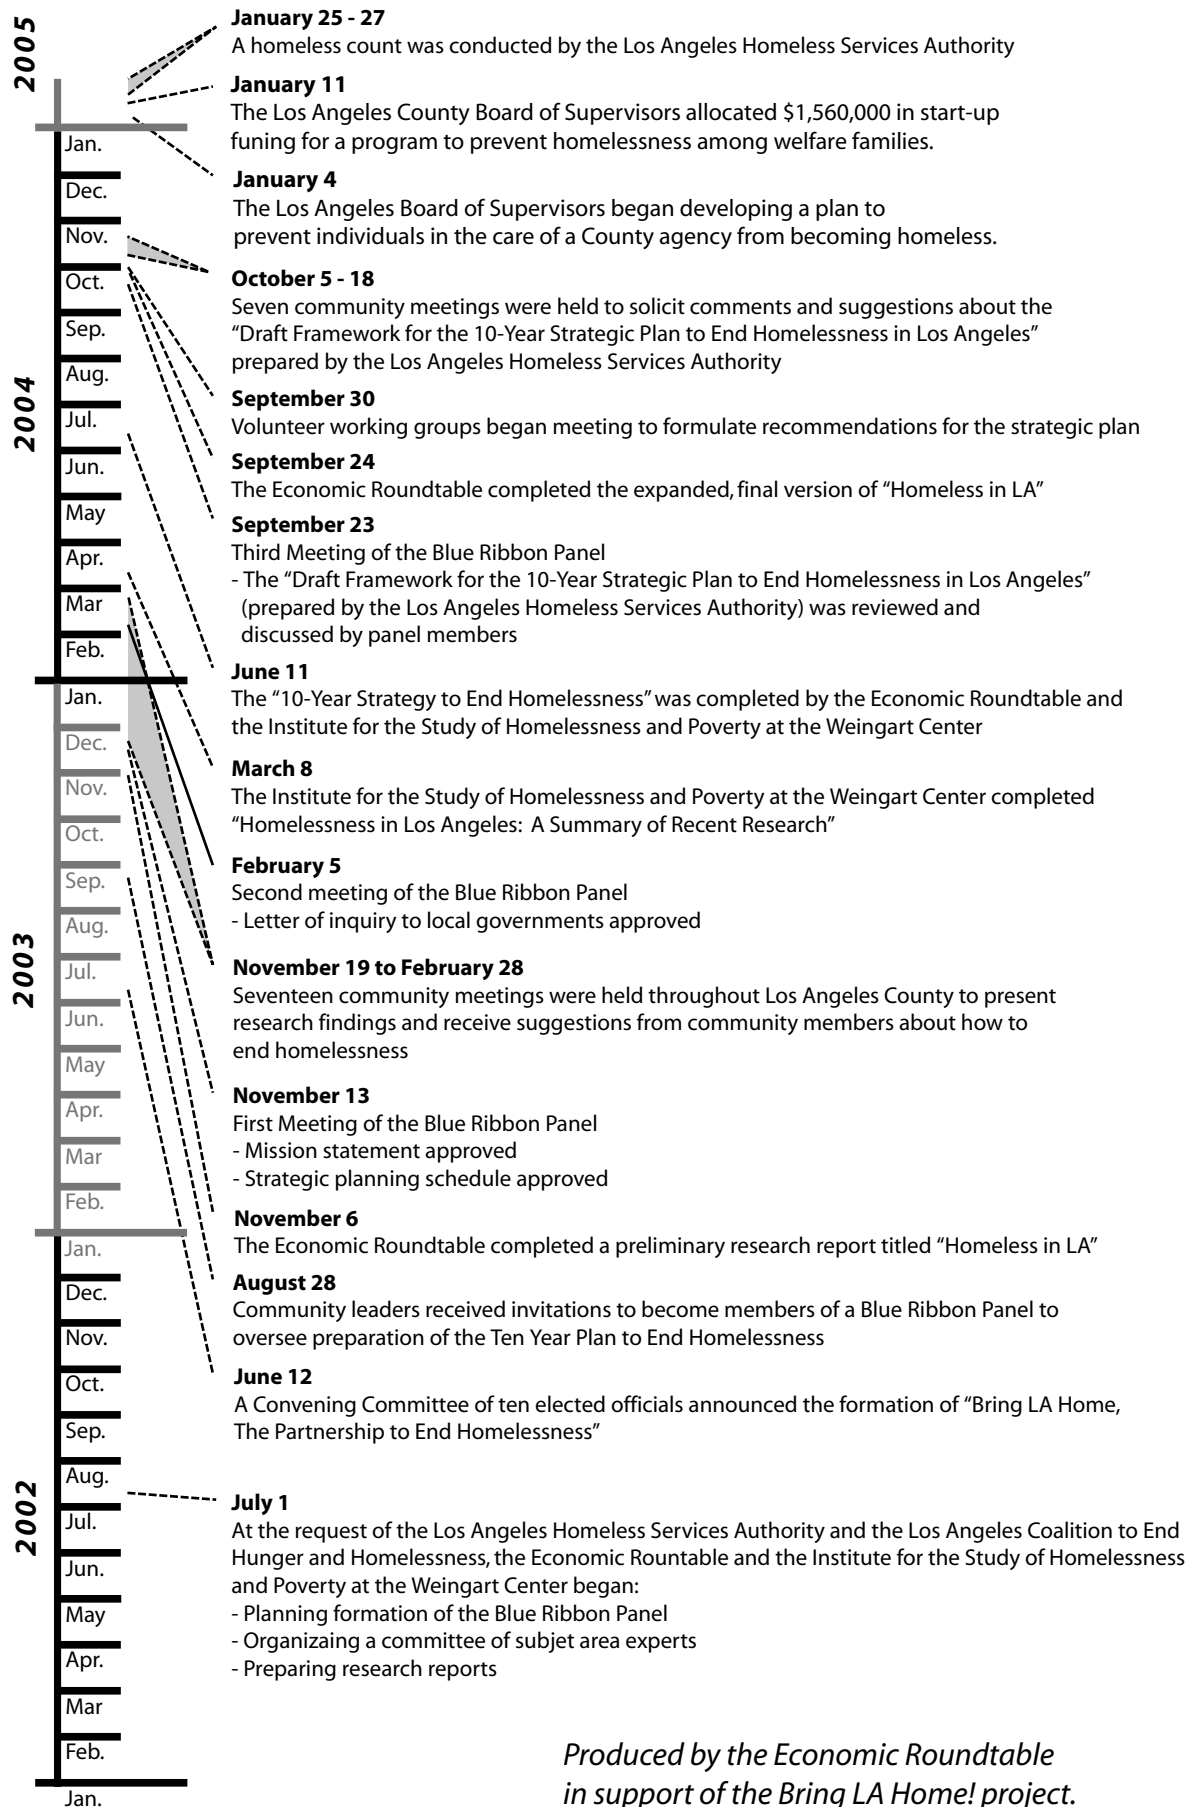 2005
January 25 - 27
A homeless count was conducted by the Los Angeles Homeless Services Authority
January 11
The Los Angeles County Board of Supervisors allocated $1,560,000 in start-up
funing for a program to prevent homelessness among welfare families.
January 4
The Los Angeles Board of Supervisors began developing a plan to
prevent individuals in the care of a County agency from becoming homeless.
October 5 - 18
Seven community meetings were held to solicit comments and suggestions about the
“Draft Framework for the 10-Year Strategic Plan to End Homelessness in Los Angeles”
prepared by the Los Angeles Homeless Services Authority
September 30
Volunteer working groups began meeting to formulate recommendations for the strategic plan
September 24
The Economic Roundtable completed the expanded, final version of “Homeless in LA”
September 23
Third Meeting of the Blue Ribbon Panel
- The “Draft Framework for the 10-Year Strategic Plan to End Homelessness in Los Angeles”
(prepared by the Los Angeles Homeless Services Authority) was reviewed and
discussed by panel members
June 11
The “10-Year Strategy to End Homelessness” was completed by the Economic Roundtable and
the Institute for the Study of Homelessness and Poverty at the Weingart Center
March 8
The Institute for the Study of Homelessness and Poverty at the Weingart Center completed
“Homelessness in Los Angeles: A Summary of Recent Research”
February 5
Second meeting of the Blue Ribbon Panel
- Letter of inquiry to local governments approved
November 19 to February 28
Seventeen community meetings were held throughout Los Angeles County to present
research findings and receive suggestions from community members about how to
end homelessness
November 13
First Meeting of the Blue Ribbon Panel
- Mission statement approved
- Strategic planning schedule approved
November 6
The Economic Roundtable completed a preliminary research report titled “Homeless in LA”
August 28
Community leaders received invitations to become members of a Blue Ribbon Panel to
oversee preparation of the Ten Year Plan to End Homelessness
June 12
A Convening Committee of ten elected officials announced the formation of “Bring LA Home,
The Partnership to End Homelessness”
July 1
At the request of the Los Angeles Homeless Services Authority and the Los Angeles Coalition to End
Hunger and Homelessness, the Economic Rountable and the Institute for the Study of Homelessness
and Poverty at the Weingart Center began:
- Planning formation of the Blue Ribbon Panel
- Organizaing a committee of subjet area experts
- Preparing research reports
Jan.
Dec.
Nov.
Oct.
Sep.
Aug.
2004
Jul.
Jun.
May
Apr.
Mar
Feb.
Jan.
Dec.
Nov.
Oct.
Sep.
Aug.
2003
Jul.
Jun.
May
Apr.
Mar
Feb.
Jan.
Dec.
Nov.
Oct.
Sep.
Aug.
2002
Jul.
Jun.
May
Apr.
Mar
Feb.
Jan.
Produced by the Economic Roundtable
in support of the Bring LA Home! project.